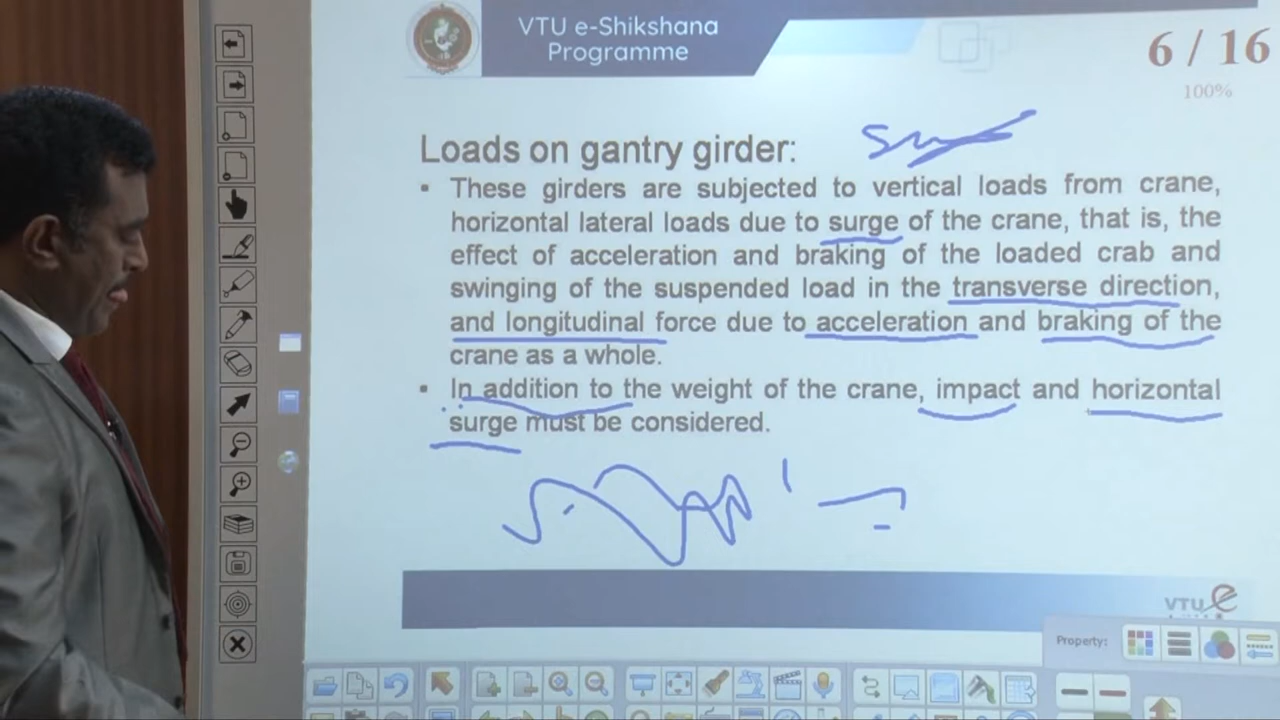 VTU e-Shikshana
Programme
6 / 16
100%
Loads on gantry girder:
▪ These girders are subjected to vertical loads from crane,
horizontal lateral loads due to surge of the crane, that is, the
effect of acceleration and braking of the loaded crab and
swinging of the suspended load in the transverse direction,
and longitudinal force due to acceleration and braking of the
crane as a whole.
▪ In addition to the weight of the crane, impact and horizontal
surge must be considered.
VTU e
Property: